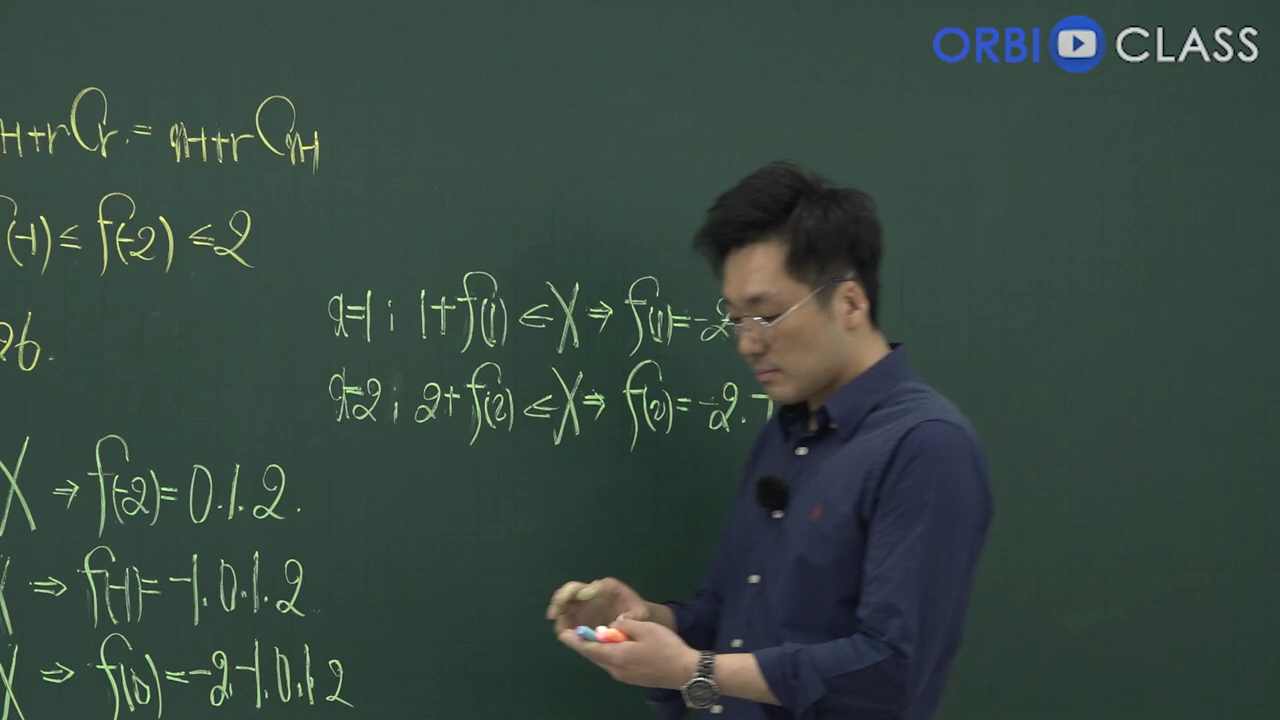 ORBI CLASS
n-1+rCr = n-1+rCn-1
(-1) ≤ f(-2) ≤ 2
26.
x=1 ; 1+f(1) ∈ X ⇒ f(1)= -2
x=2 ; 2+f(2) ∈ X ⇒ f(2)= -2.
X ⇒ f(-2)= 0.1.2.
⇒ f(-1)= -1.0.1.2
X ⇒ f(0)= -2.-1.0.1.2